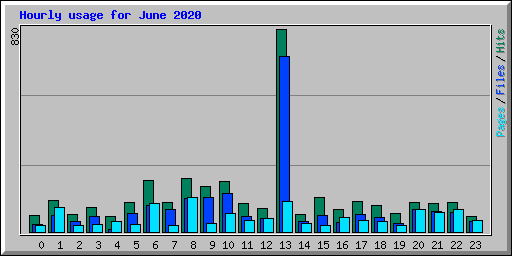 Hourly usage for June 2020
830
Pages/Files/Hits
0 1 2 3 4 5 6 7 8 9 10 11 12 13 14 15 16 17 18 19 20 21 22 23